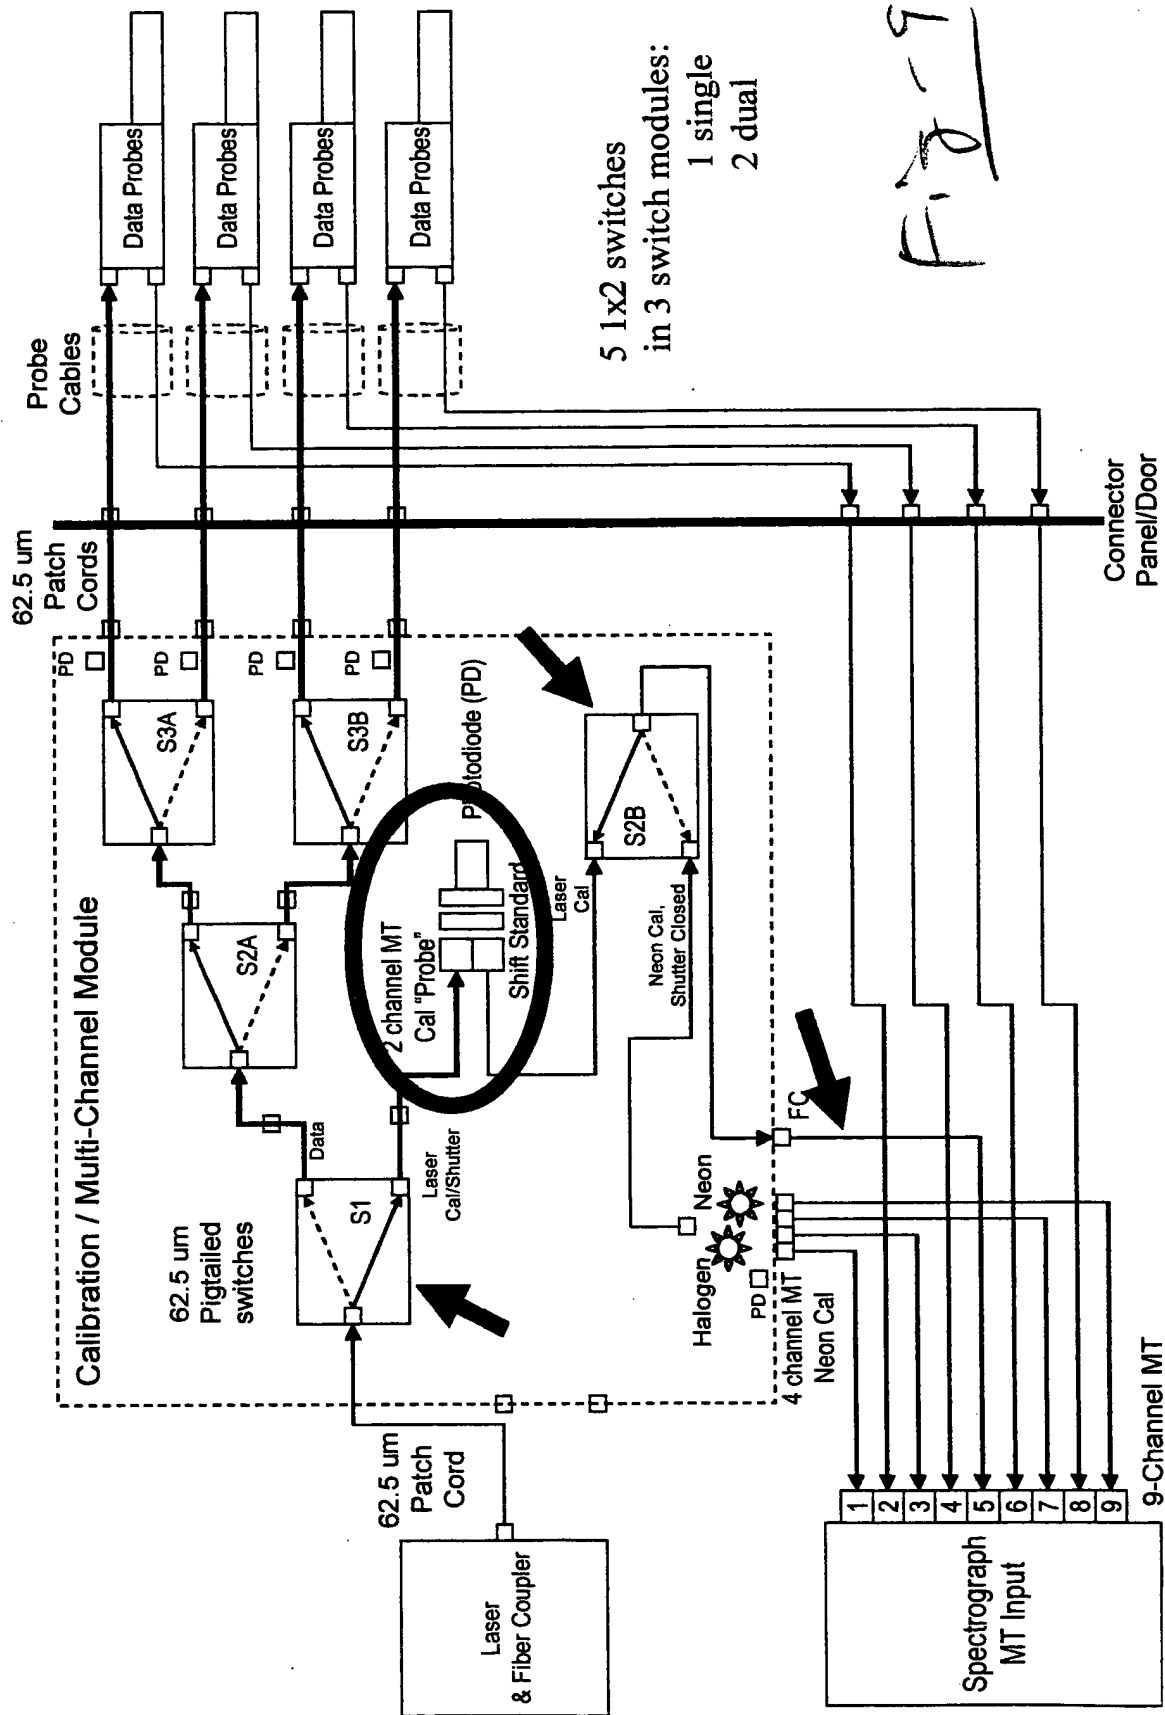 Calibration / Multi-Channel Module
62.5 um
Patch
Cord
Laser
& Fiber Coupler
62.5 um
Pigtailed
switches
S1
Data
Laser
Cal/Shutter
S2A
S3A
S3B
PD
PD
PD
PD
62.5 um
Patch
Cords
Probe
Cables
Data Probes
Data Probes
Data Probes
Data Probes
2 channel MT
Cal "Probe"
Shift Standard
Photodiode (PD)
Laser
Cal
S2B
Neon Cal,
Shutter Closed
Halogen
Neon
PD
FC
4 channel MT
Neon Cal
5 1x2 switches
in 3 switch modules:
1 single
2 dual
Connector
Panel/Door
Spectrograph
MT Input
1
2
3
4
5
6
7
8
9
9-Channel MT
Fig-9